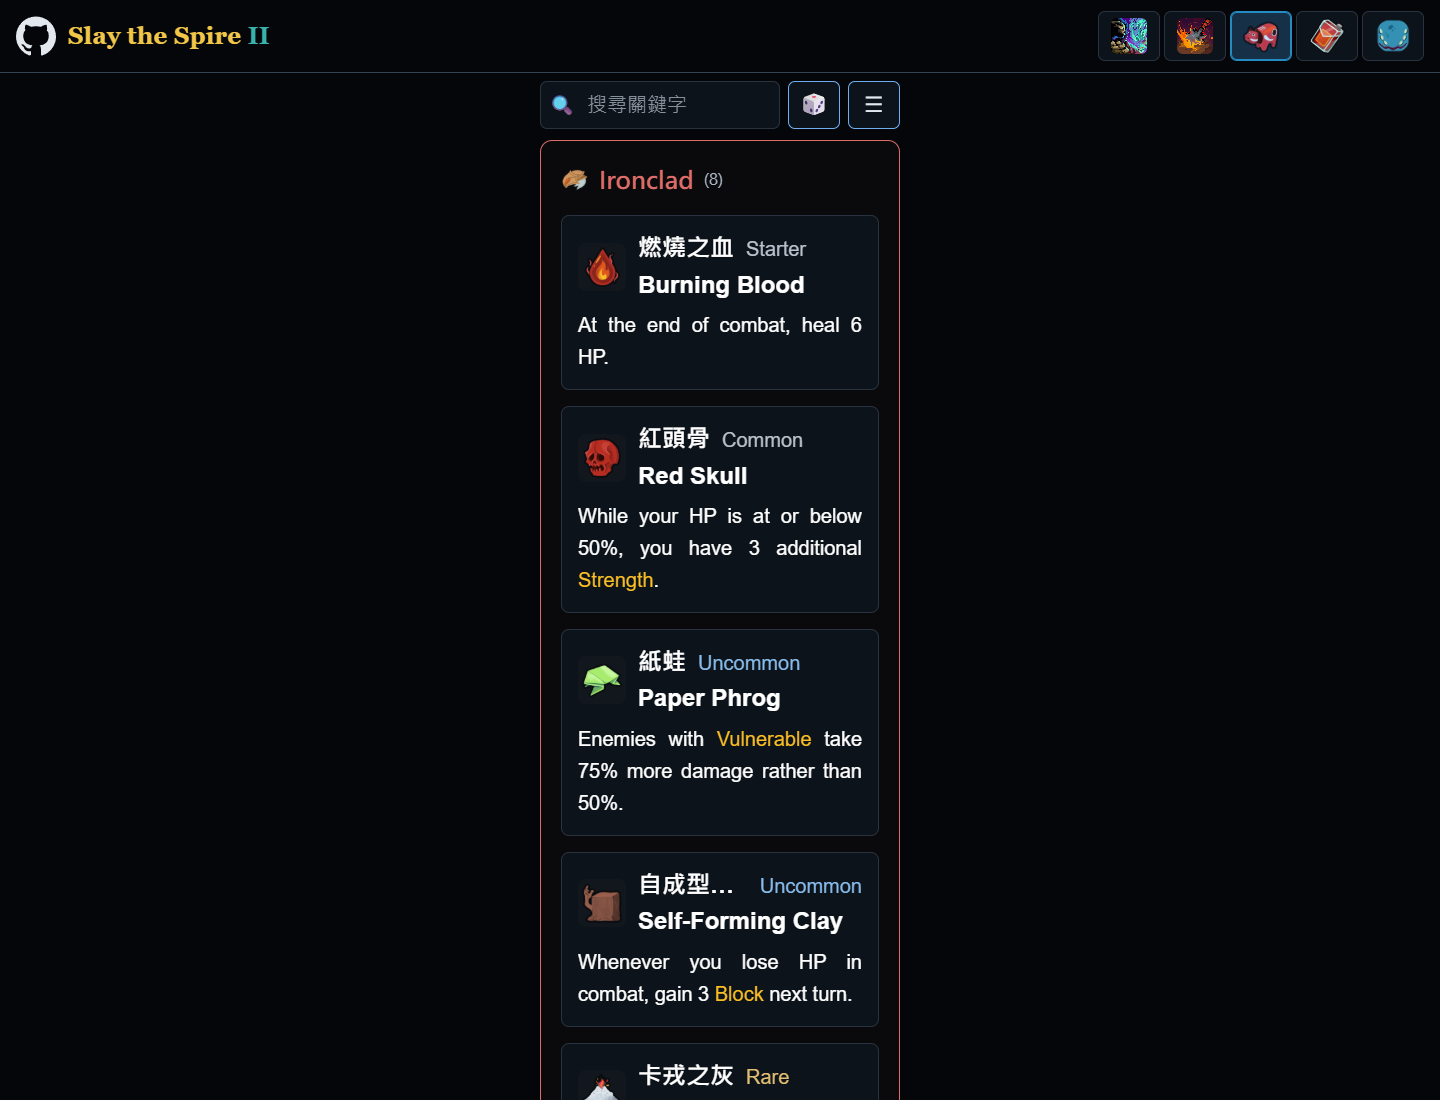 Slay the Spire II
搜尋關鍵字
Ironclad (8)
燃燒之血 Starter
Burning Blood
At the end of combat, heal 6
HP.
紅頭骨 Common
Red Skull
While your HP is at or below
50%, you have 3 additional
Strength.
紙蛙 Uncommon
Paper Phrog
Enemies with Vulnerable take
75% more damage rather than
50%.
自成型... Uncommon
Self-Forming Clay
Whenever you lose HP in
combat, gain 3 Block next turn.
卡戎之灰 Rare